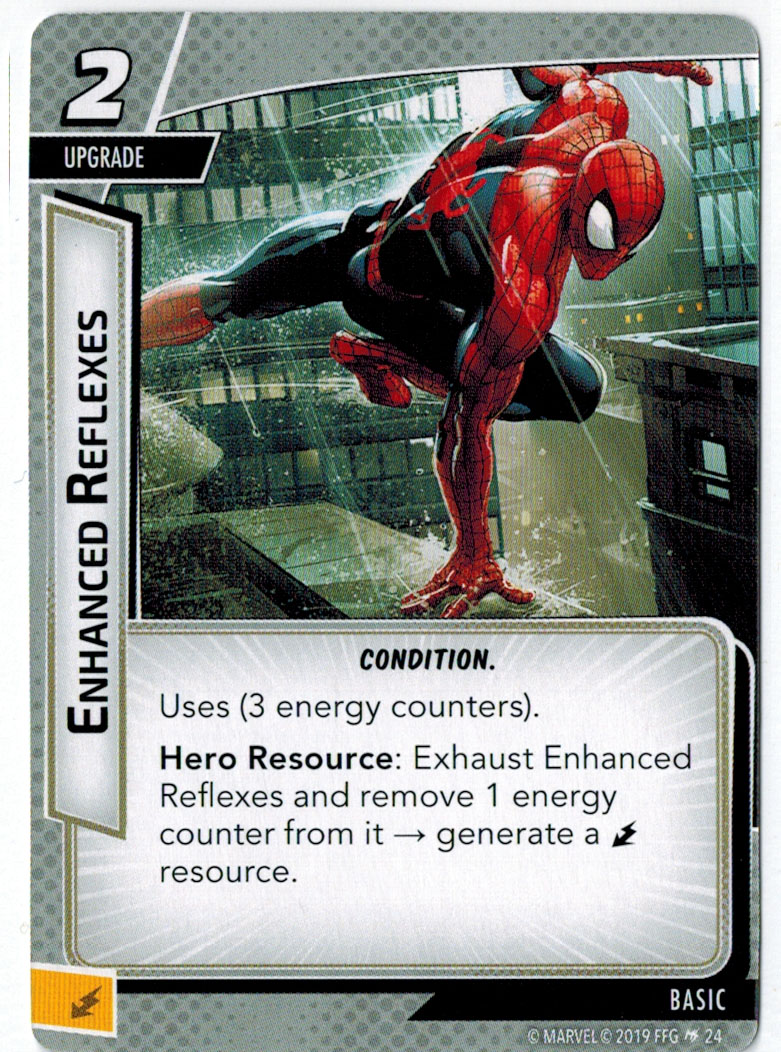 2
UPGRADE
ENHANCED REFLEXES
CONDITION.
Uses (3 energy counters).
Hero Resource: Exhaust Enhanced
Reflexes and remove 1 energy
counter from it → generate a
resource.
BASIC
© MARVEL © 2019 FFG 24